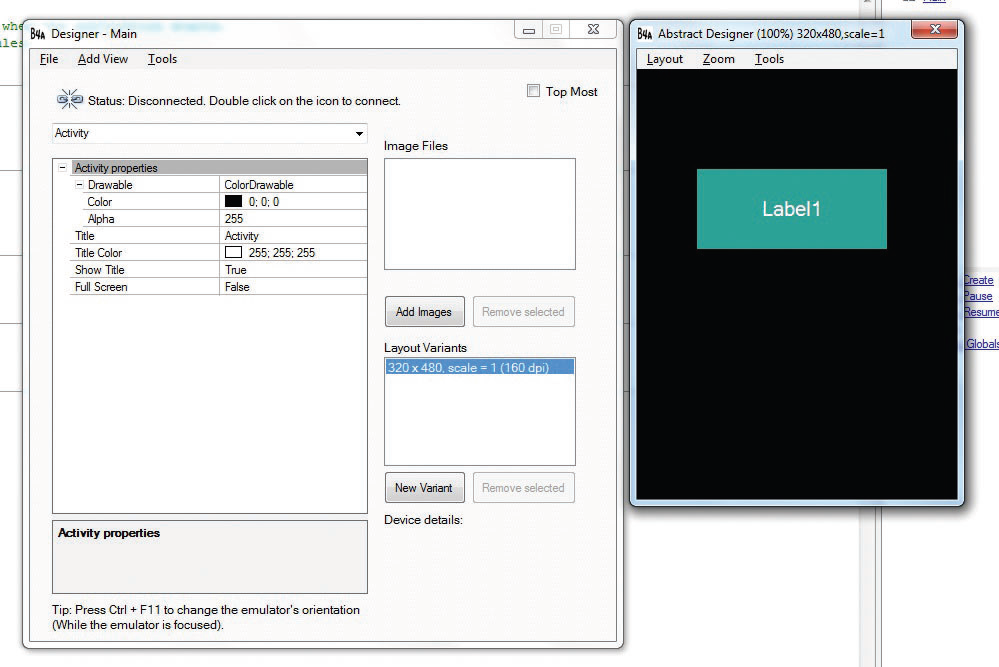 whe
ules
B4A Designer - Main
File Add View Tools
Status: Disconnected. Double click on the icon to connect.
Top Most
Activity
Activity properties
Drawable ColorDrawable
Color 0; 0; 0
Alpha 255
Title Activity
Title Color 255; 255; 255
Show Title True
Full Screen False
Activity properties
Tip: Press Ctrl + F11 to change the emulator's orientation
(While the emulator is focused).
Image Files
Add Images Remove selected
Layout Variants
320 x 480, scale = 1 (160 dpi)
New Variant Remove selected
Device details:
B4A Abstract Designer (100%) 320x480,scale=1
Layout Zoom Tools
Label1
Create
Pause
Resume
Globals